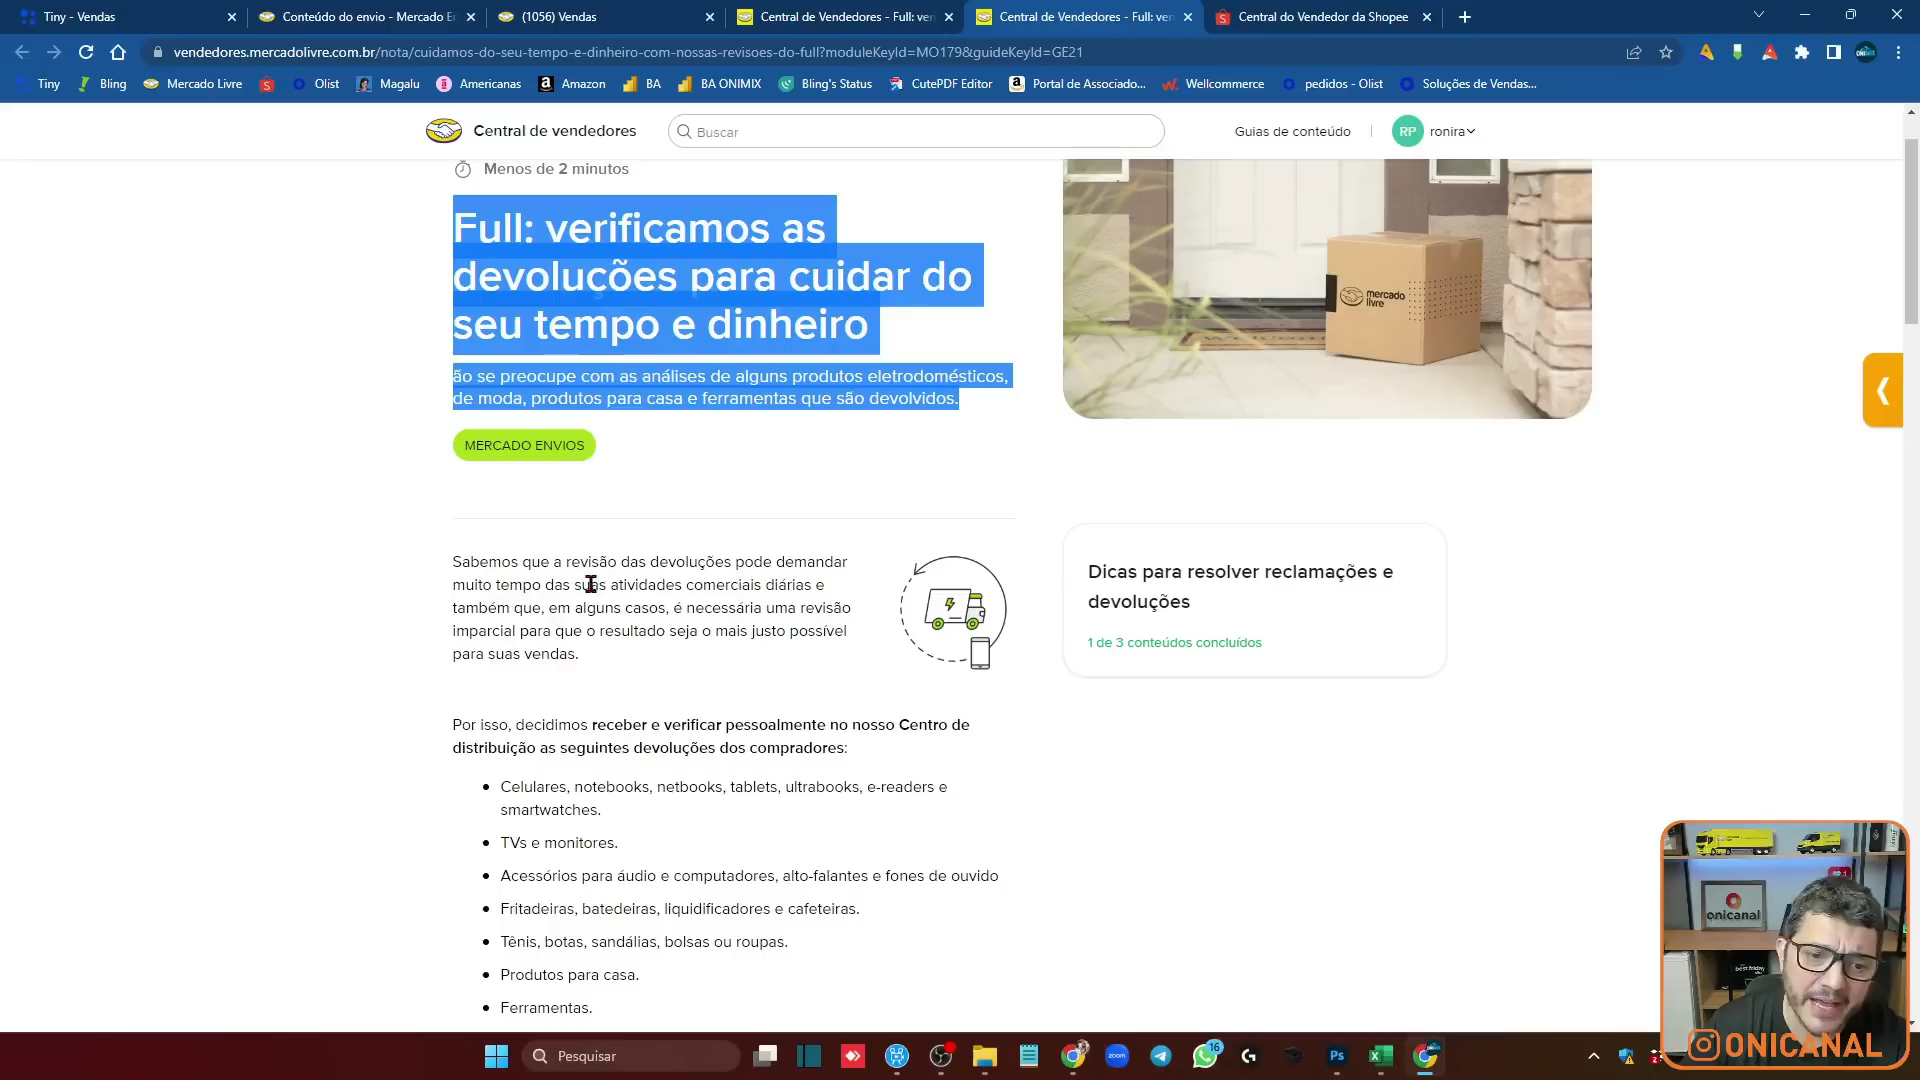 Tiny - Vendas
Conteúdo do envio - Mercado En
(1056) Vendas
Central de Vendedores - Full: ver
Central de Vendedores - Full: ver
Central do Vendedor da Shopee
vendedores.mercadolivre.com.br/nota/cuidamos-do-seu-tempo-e-dinheiro-com-nossas-revisoes-do-full?moduleKeyId=MO179&guideKeyId=GE21
Tiny
Bling
Mercado Livre
Olist
Magalu
Americanas
Amazon
BA
BA ONIMIX
Bling's Status
CutePDF Editor
Portal de Associado...
Wellcommerce
pedidos - Olist
Soluções de Vendas...
Central de vendedores
Buscar
Guias de conteúdo
RP
ronira
Menos de 2 minutos
Full: verificamos as
devoluções para cuidar do
seu tempo e dinheiro
ão se preocupe com as análises de alguns produtos eletrodomésticos,
de moda, produtos para casa e ferramentas que são devolvidos.
mercado
livre
MERCADO ENVIOS
Sabemos que a revisão das devoluções pode demandar
muito tempo das suas atividades comerciais diárias e
também que, em alguns casos, é necessária uma revisão
imparcial para que o resultado seja o mais justo possível
para suas vendas.
Dicas para resolver reclamações e
devoluções
1 de 3 conteúdos concluídos
Por isso, decidimos receber e verificar pessoalmente no nosso Centro de
distribuição as seguintes devoluções dos compradores:
Celulares, notebooks, netbooks, tablets, ultrabooks, e-readers e
smartwatches.
TVs e monitores.
Acessórios para áudio e computadores, alto-falantes e fones de ouvido
Fritadeiras, batedeiras, liquidificadores e cafeteiras.
Tênis, botas, sandálias, bolsas ou roupas.
Produtos para casa.
Ferramentas.
onicanal
best friday
ONICANAL
Pesquisar
zoom
16
Ps